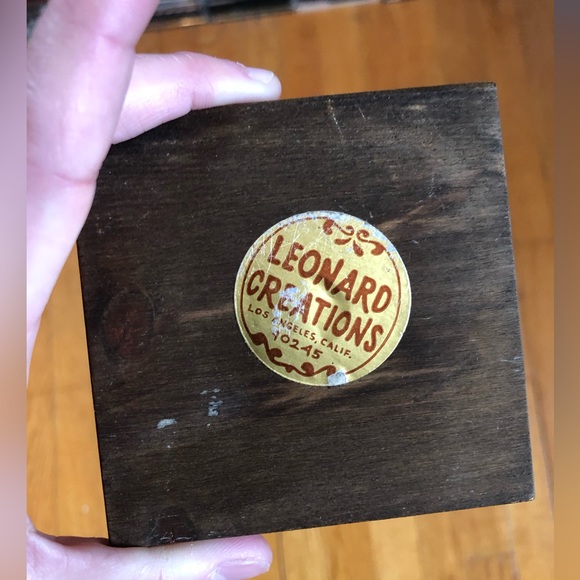 LEONARD
CREATIONS
LOS ANGELES, CALIF.
10245